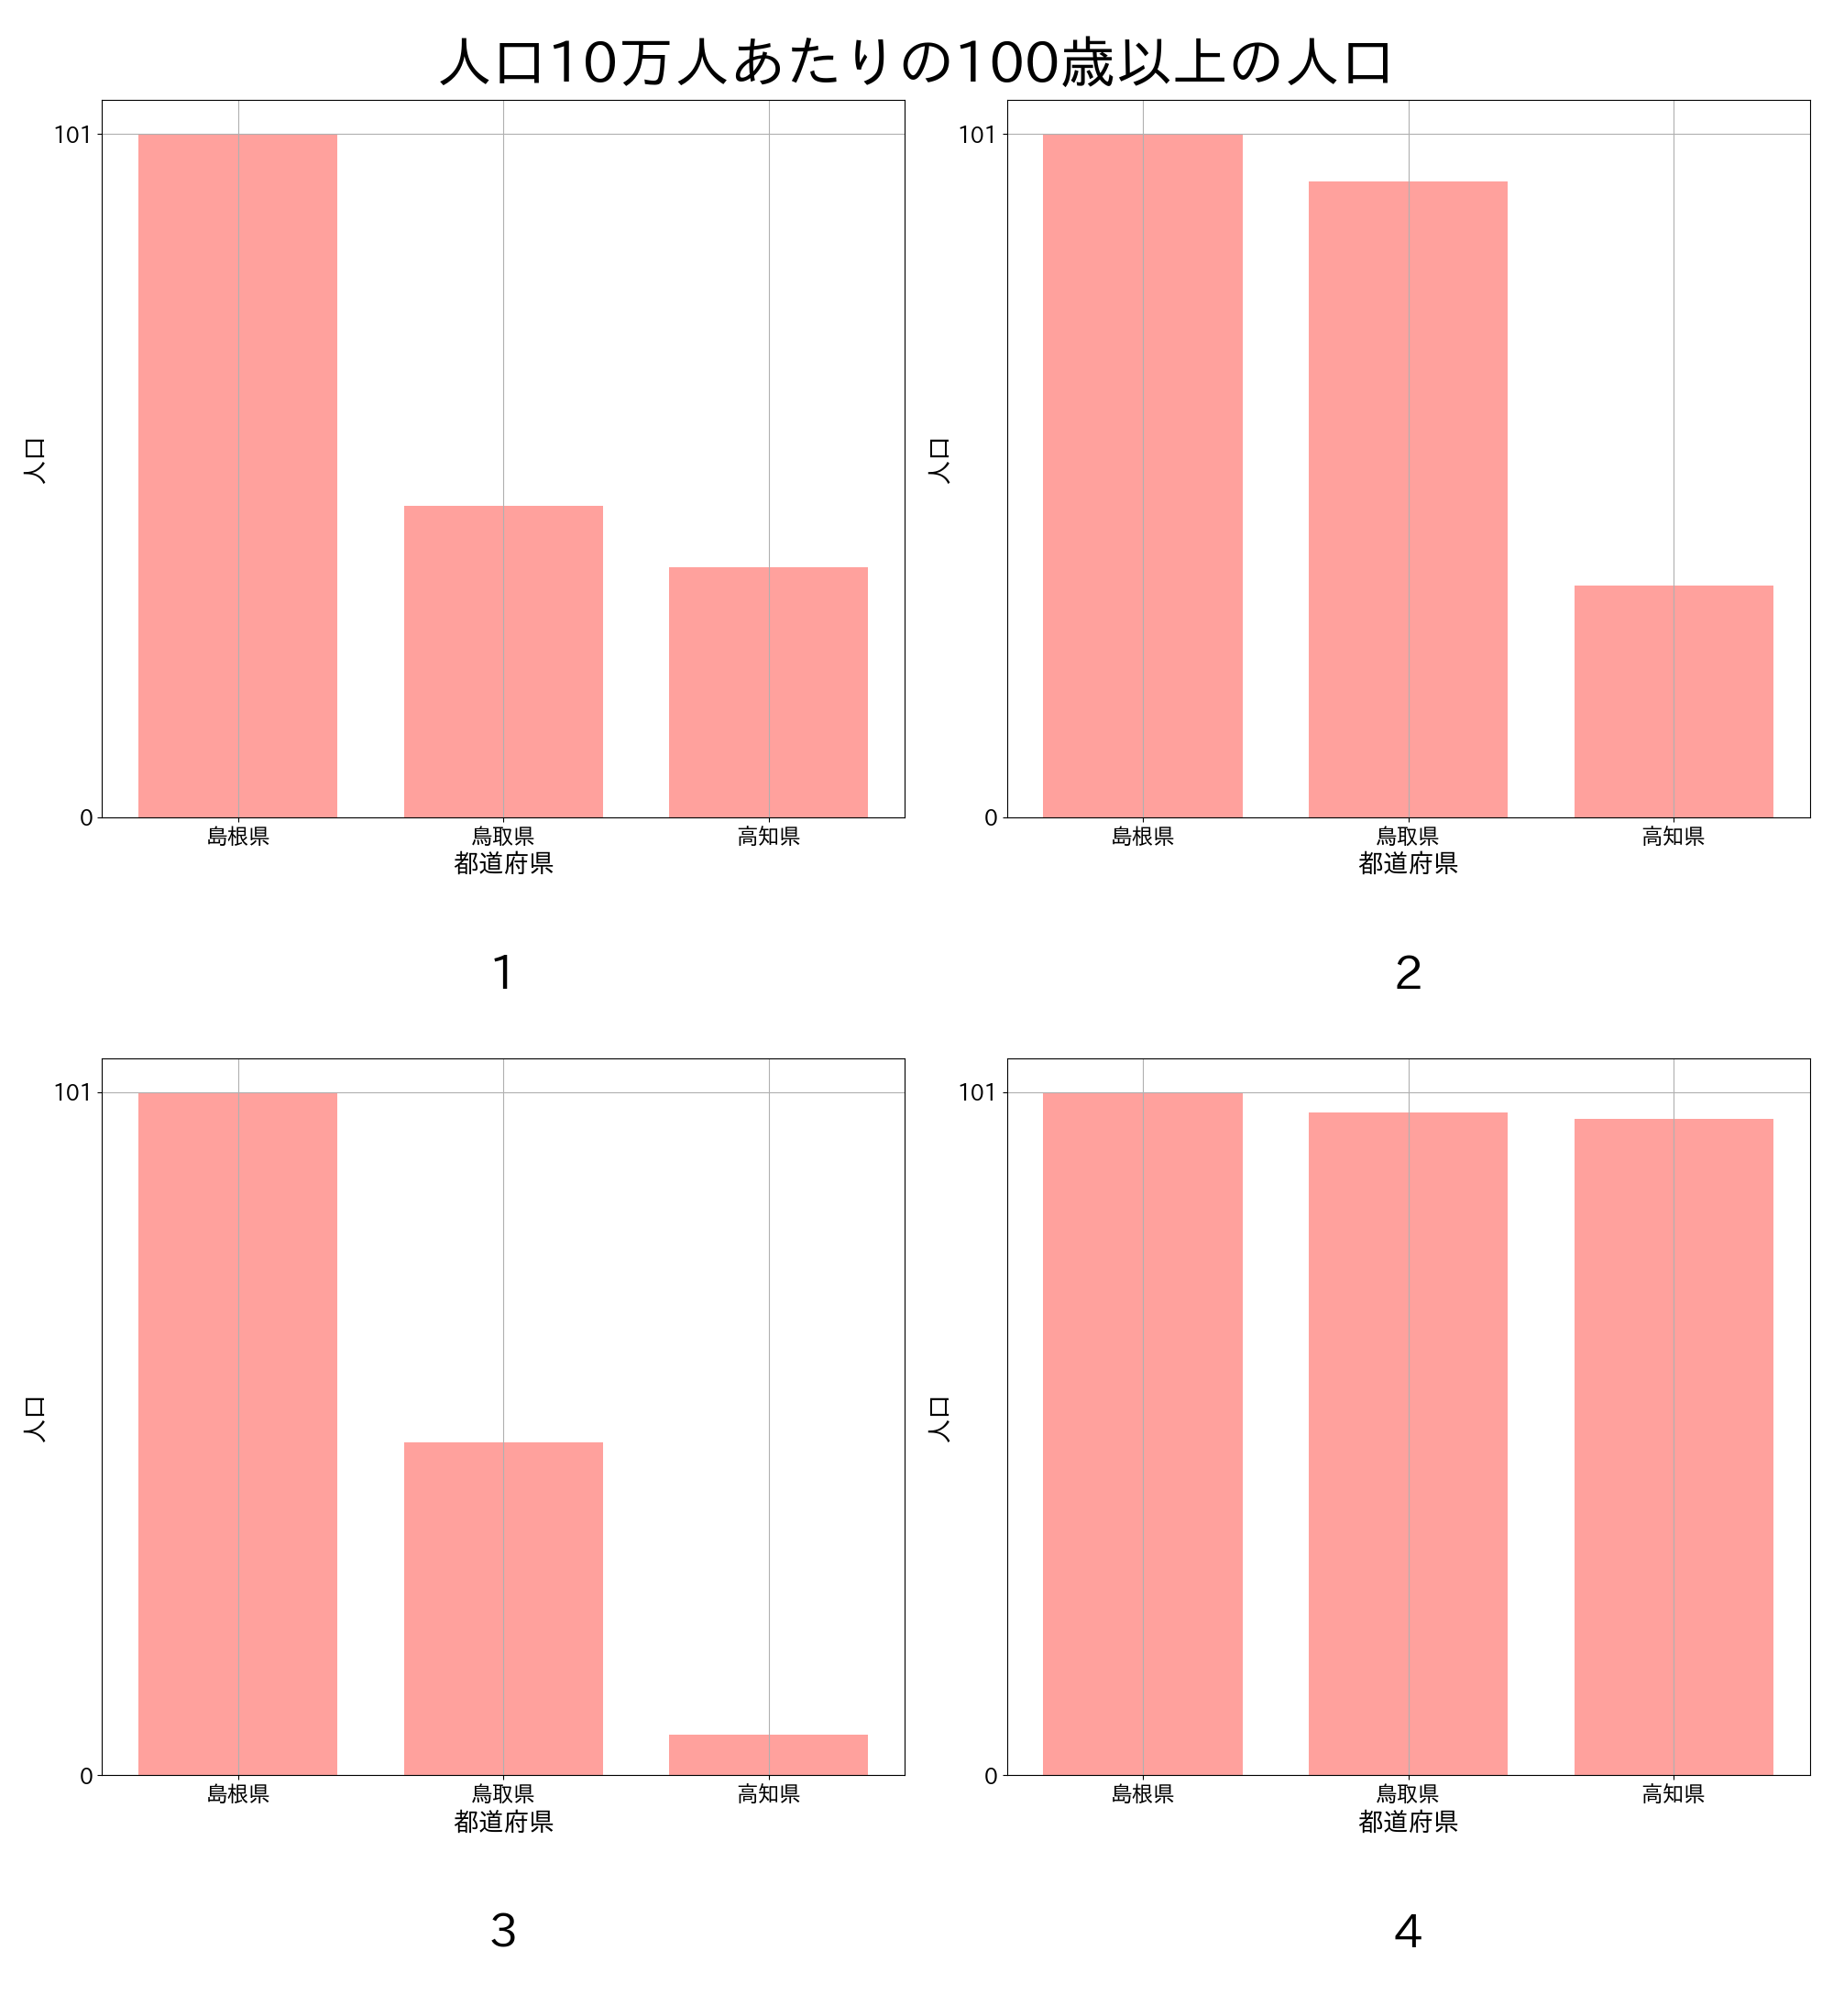 人口10万人あたりの100歳以上の人口
101
0
人口
島根県 鳥取県 高知県
都道府県
1
101
0
人口
島根県 鳥取県 高知県
都道府県
2
101
0
人口
島根県 鳥取県 高知県
都道府県
3
101
0
人口
島根県 鳥取県 高知県
都道府県
4